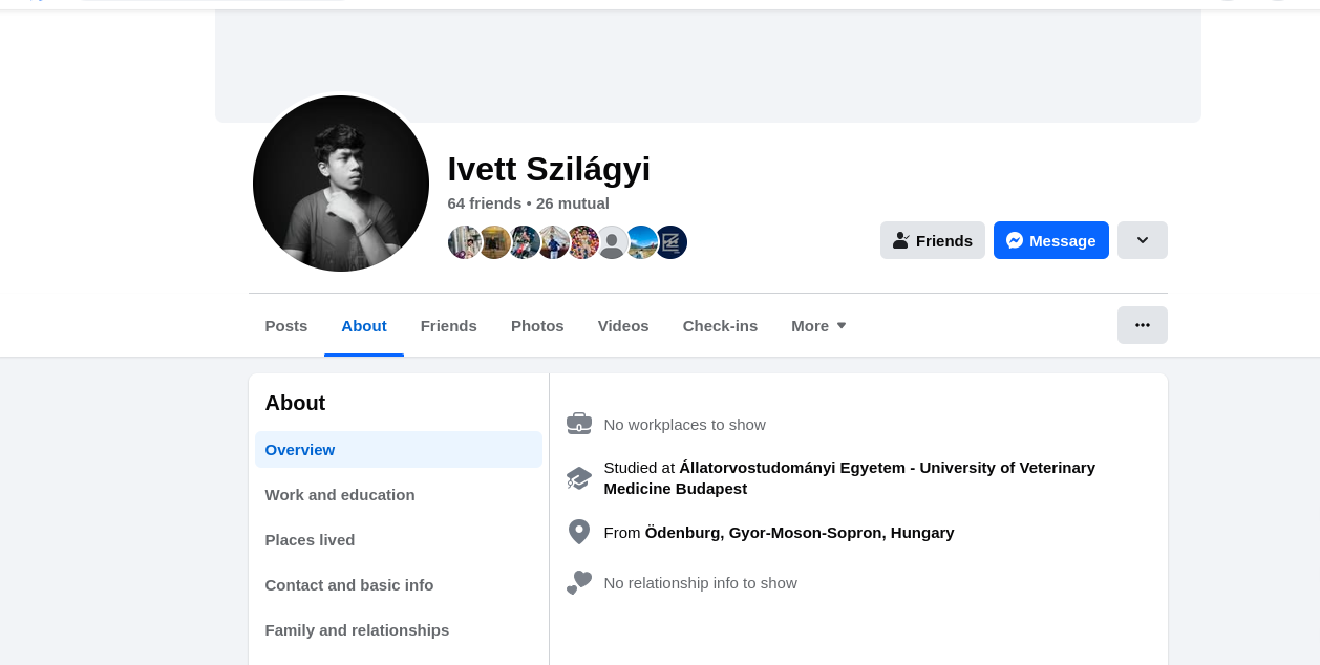 Ivett Szilágyi
64 friends • 26 mutual
Friends
Message
Posts
About
Friends
Photos
Videos
Check-ins
More
About
Overview
Work and education
Places lived
Contact and basic info
Family and relationships
No workplaces to show
Studied at Állatorvostudományi Egyetem - University of Veterinary
Medicine Budapest
From Ödenburg, Gyor-Moson-Sopron, Hungary
No relationship info to show